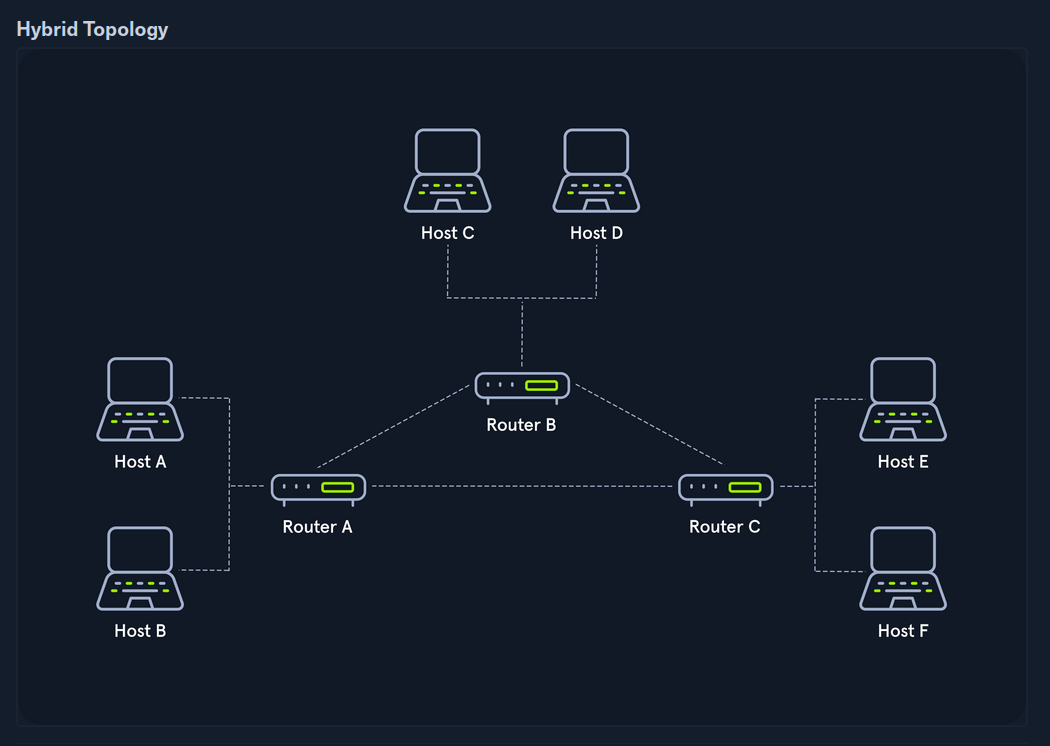 Hybrid Topology
Host C
Host D
Router B
Host A
Host E
Router A
Router C
Host B
Host F